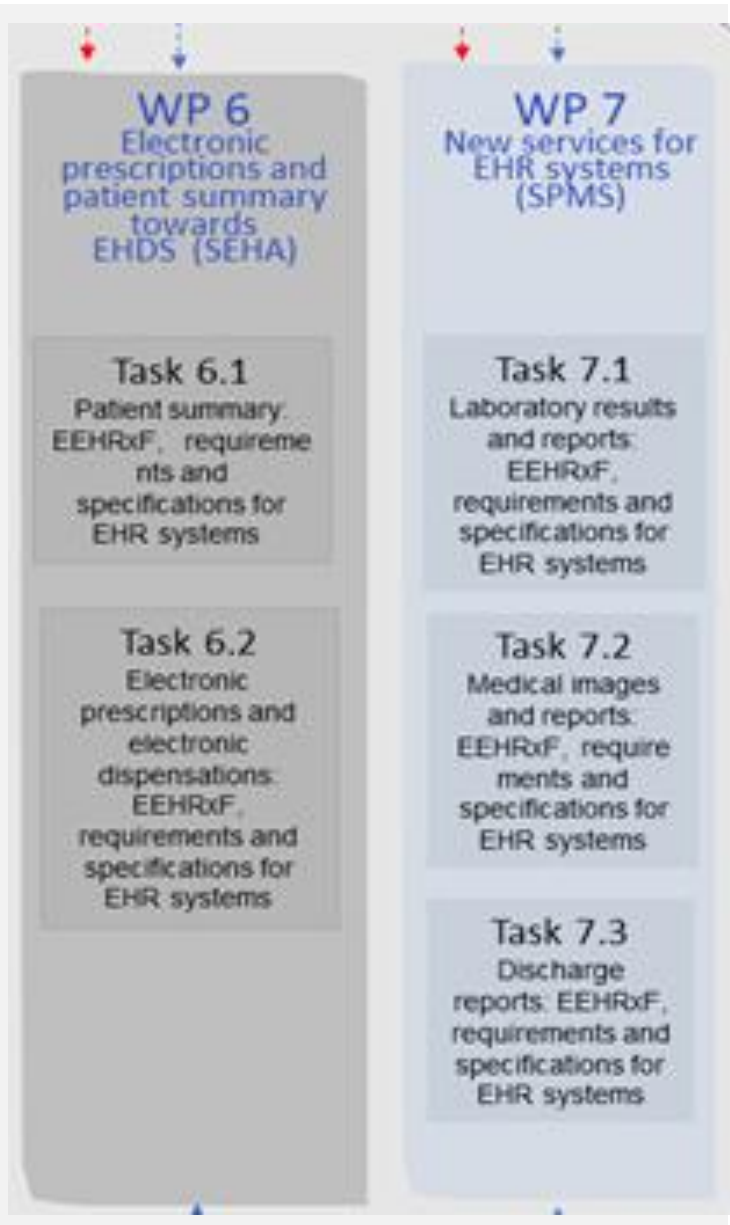 WP 6
Electronic
prescriptions and
patient summary
towards
EHDS (SEHA)
Task 6.1
Patient summary:
EEHRxF, requireme
nts and
specifications for
EHR systems
Task 6.2
Electronic
prescriptions and
electronic
dispensations:
EEHRxF,
requirements and
specifications for
EHR systems
WP 7
New services for
EHR systems
(SPMS)
Task 7.1
Laboratory results
and reports:
EEHRxF,
requirements and
specifications for
EHR systems
Task 7.2
Medical images
and reports:
EEHRxF, require
ments and
specifications for
EHR systems
Task 7.3
Discharge
reports: EEHRxF,
requirements and
specifications for
EHR systems